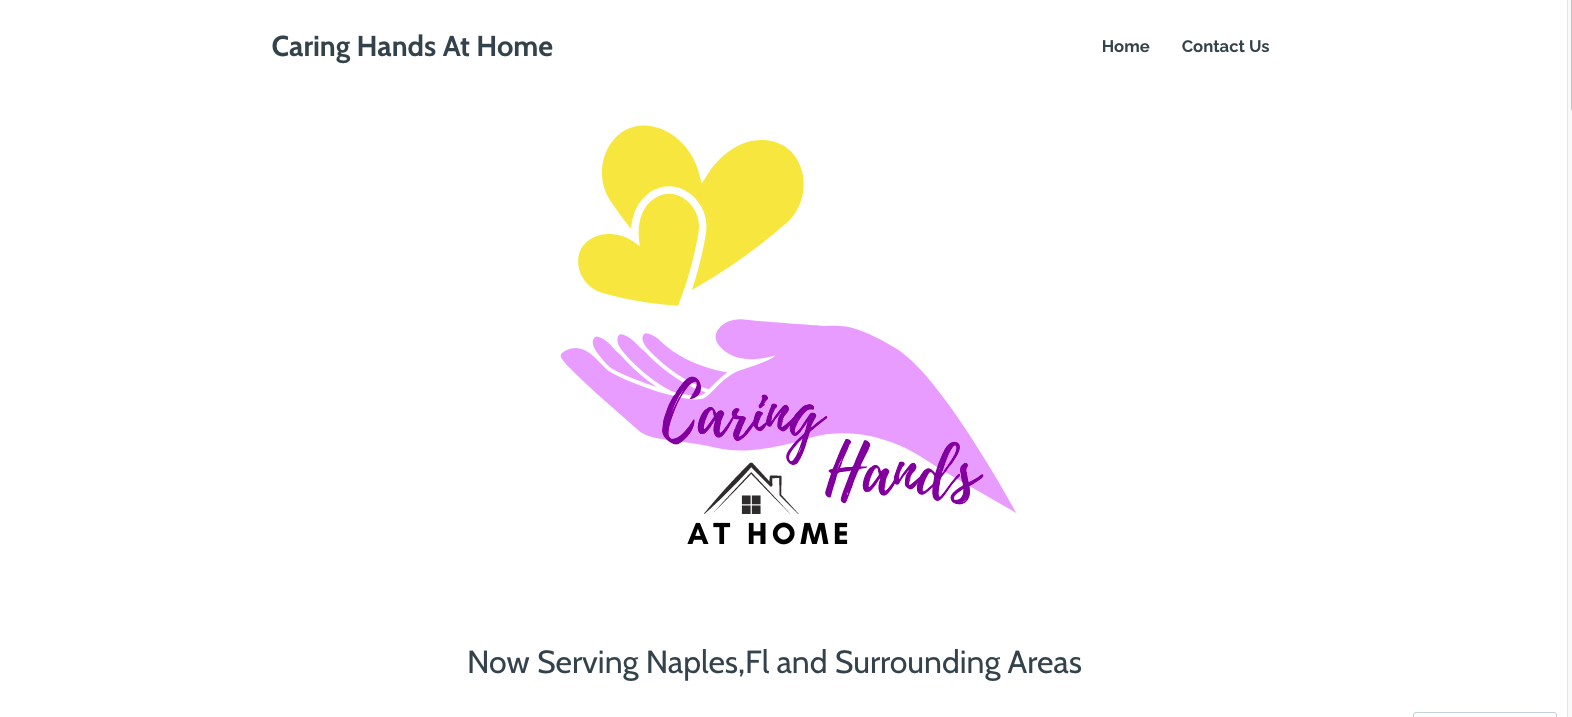 Caring Hands At Home
Home
Contact Us
Caring
Hands
AT HOME
Now Serving Naples,Fl and Surrounding Areas